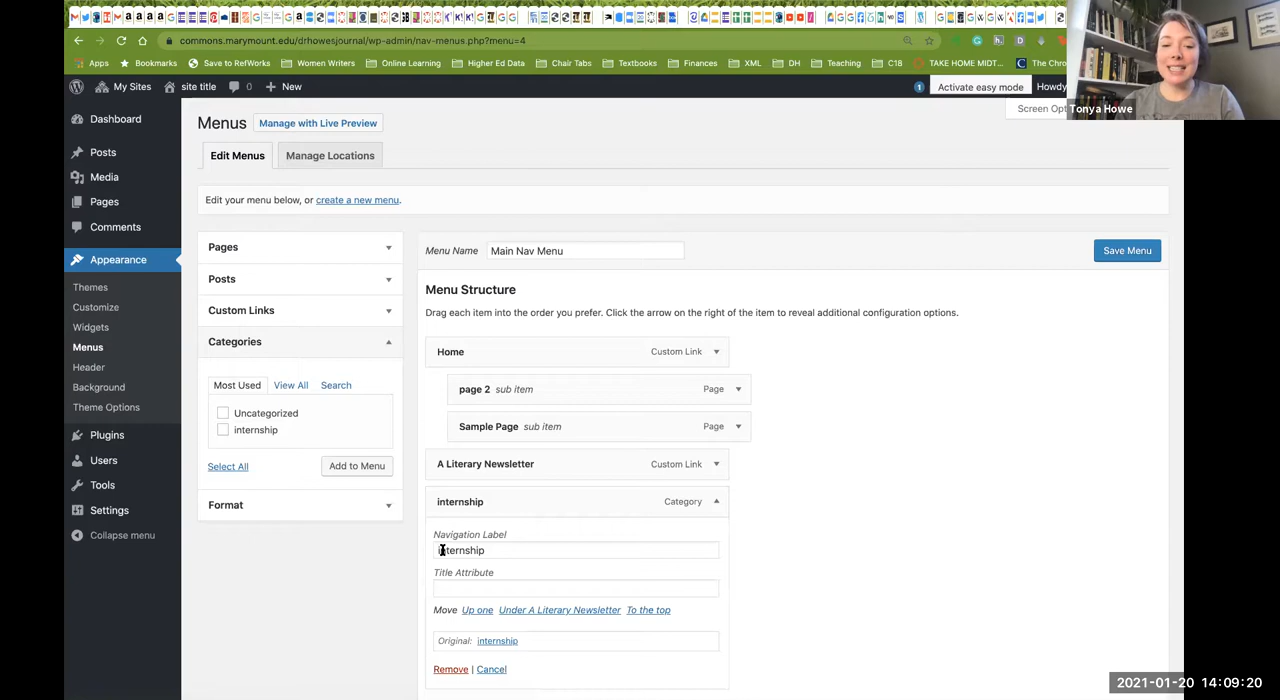 commons.marymount.edu/drhowesjournal/wp-admin/nav-menus.php?menu=4
Apps Bookmarks Save to RefWorks Women Writers Online Learning Higher Ed Data Chair Tabs Textbooks Finances XML DH Teaching C18 TAKE HOME MIDT... The Chro
My Sites site title 0 New 1 Activate easy mode Howdy
Screen Opt
Tonya Howe
Dashboard
Posts
Media
Pages
Comments
Appearance
Themes
Customize
Widgets
Menus
Header
Background
Theme Options
Plugins
Users
Tools
Settings
Collapse menu
Menus Manage with Live Preview
Edit Menus Manage Locations
Edit your menu below, or create a new menu.
Pages
Posts
Custom Links
Categories
Most Used View All Search
Uncategorized
internship
Select All Add to Menu
Format
Menu Name Main Nav Menu Save Menu
Menu Structure
Drag each item into the order you prefer. Click the arrow on the right of the item to reveal additional configuration options.
Home Custom Link
page 2 sub item Page
Sample Page sub item Page
A Literary Newsletter Custom Link
internship Category
Navigation Label
internship
Title Attribute
Move Up one Under A Literary Newsletter To the top
Original: internship
Remove | Cancel
2021-01-20 14:09:20